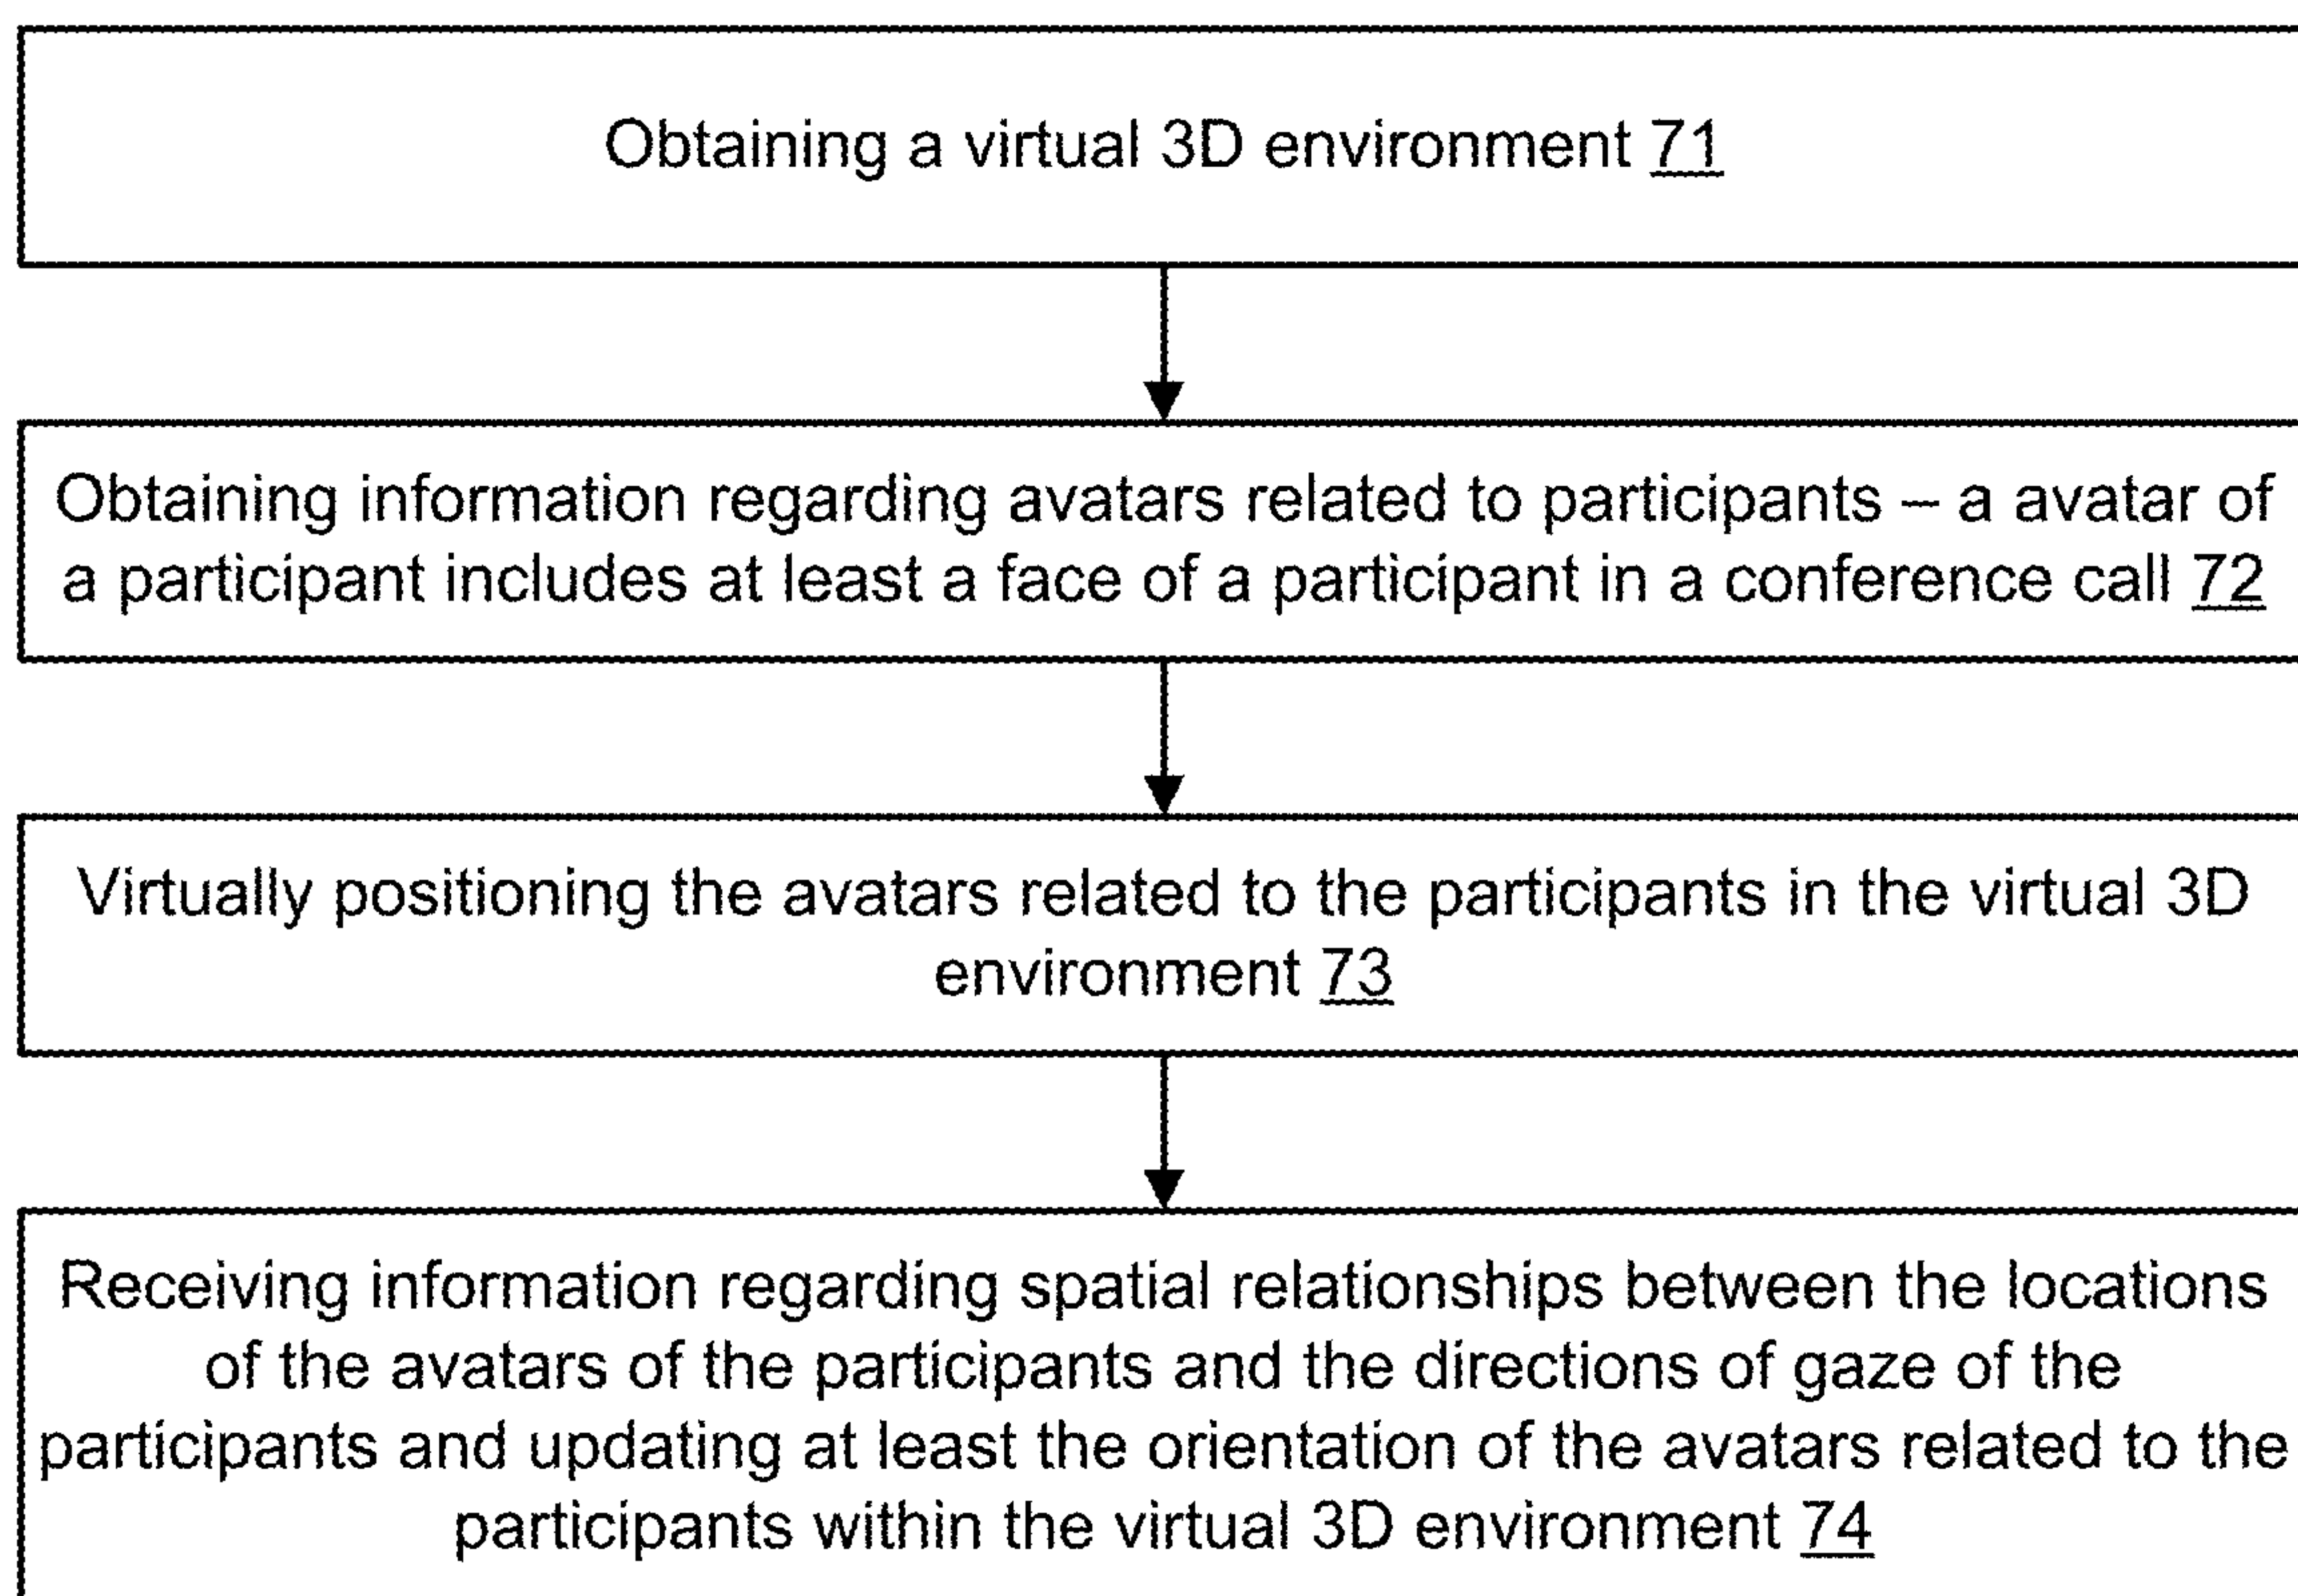 Obtaining a virtual 3D environment 71
Obtaining information regarding avatars related to participants – a avatar of
a participant includes at least a face of a participant in a conference call 72
Virtually positioning the avatars related to the participants in the virtual 3D
environment 73
Receiving information regarding spatial relationships between the locations
of the avatars of the participants and the directions of gaze of the
participants and updating at least the orientation of the avatars related to the
participants within the virtual 3D environment 74